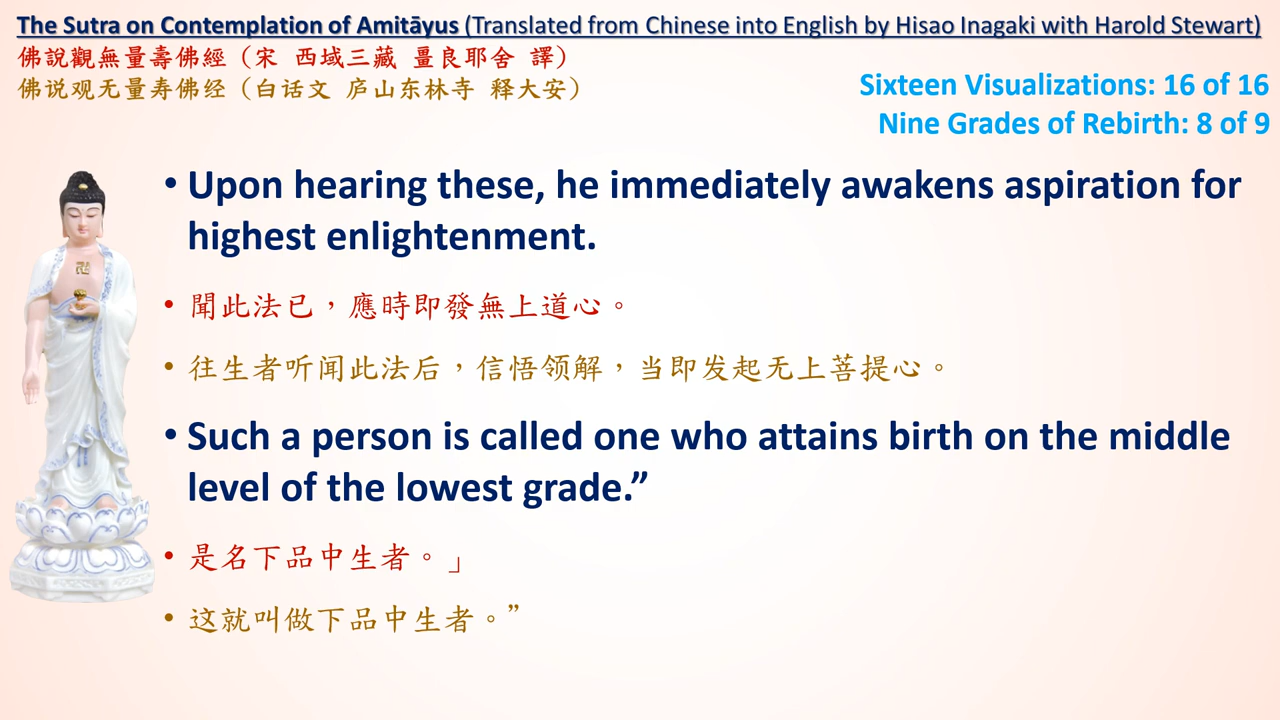 The Sutra on Contemplation of Amitāyus (Translated from Chinese into English by Hisao Inagaki with Harold Stewart)
佛說觀無量壽佛經（宋 西域三藏 畺良耶舍 譯）
佛说观无量寿佛经（白话文 庐山东林寺 释大安）
Sixteen Visualizations: 16 of 16
Nine Grades of Rebirth: 8 of 9
• Upon hearing these, he immediately awakens aspiration for
highest enlightenment.
• 聞此法已，應時即發無上道心。
• 往生者听闻此法后，信悟领解，当即发起无上菩提心。
• Such a person is called one who attains birth on the middle
level of the lowest grade.”
• 是名下品中生者。」
• 这就叫做下品中生者。”
卍